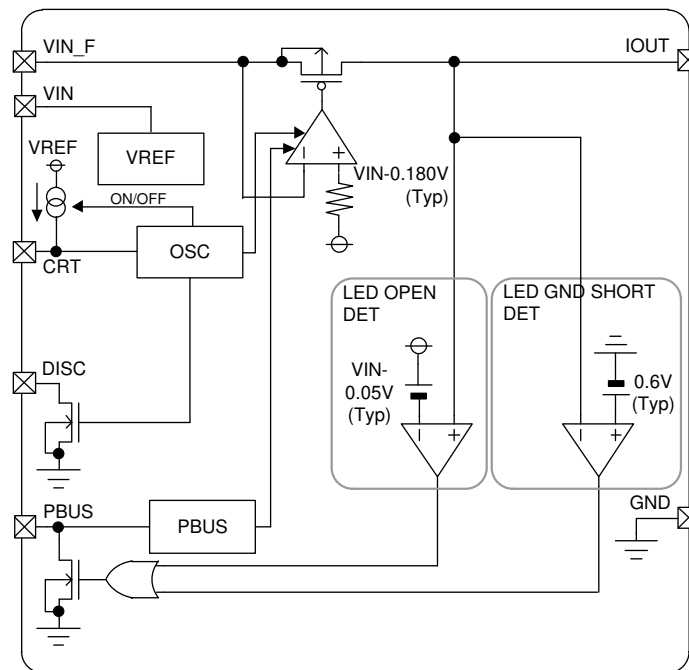 VIN_F
IOUT
VIN
VREF
VREF
VIN-0.180V
(Typ)
ON/OFF
OSC
CRT
LED OPEN
DET
LED GND SHORT
DET
DISC
VIN-
0.05V
(Typ)
0.6V
(Typ)
PBUS
PBUS
GND